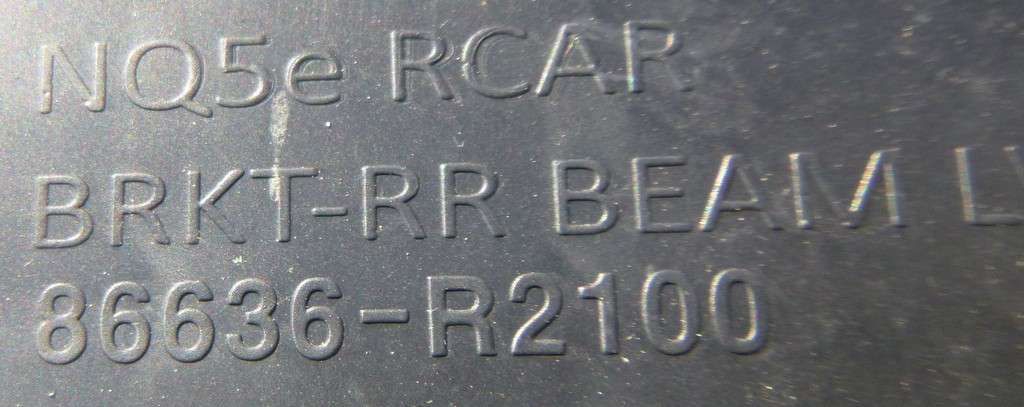 NQ5e RCAR
BRKT-RR BEAM
86636-R2100